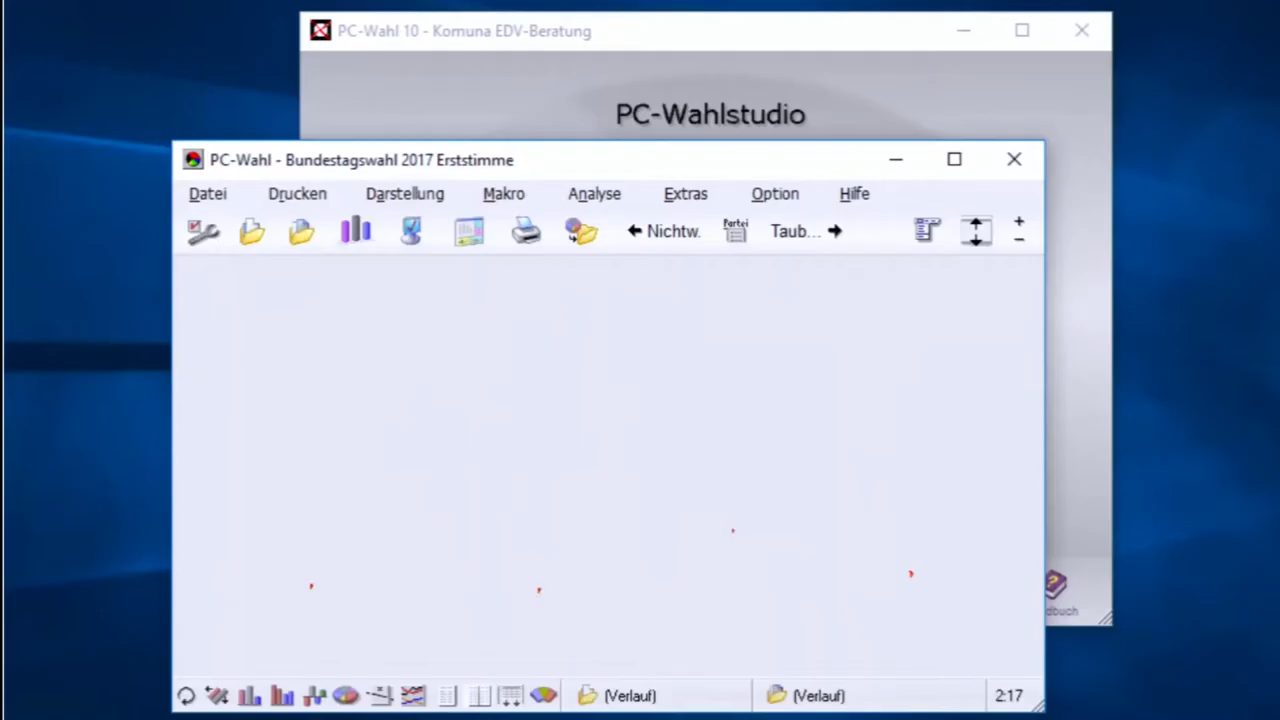 PC-Wahl 10 - Komuna EDV-Beratung
PC-Wahlstudio
PC-Wahl - Bundestagswahl 2017 Erststimme
Datei Drucken Darstellung Makro Analyse Extras Option Hilfe
Nichtw. Partei Taub... + -
dbuch
(Verlauf) (Verlauf) 2:17